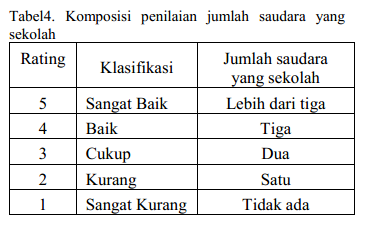 Tabel4. Komposisi penilaian jumlah saudara yang
sekolah
Rating Klasifikasi Jumlah saudara
yang sekolah
5 Sangat Baik Lebih dari tiga
4 Baik Tiga
3 Cukup Dua
2 Kurang Satu
1 Sangat Kurang Tidak ada